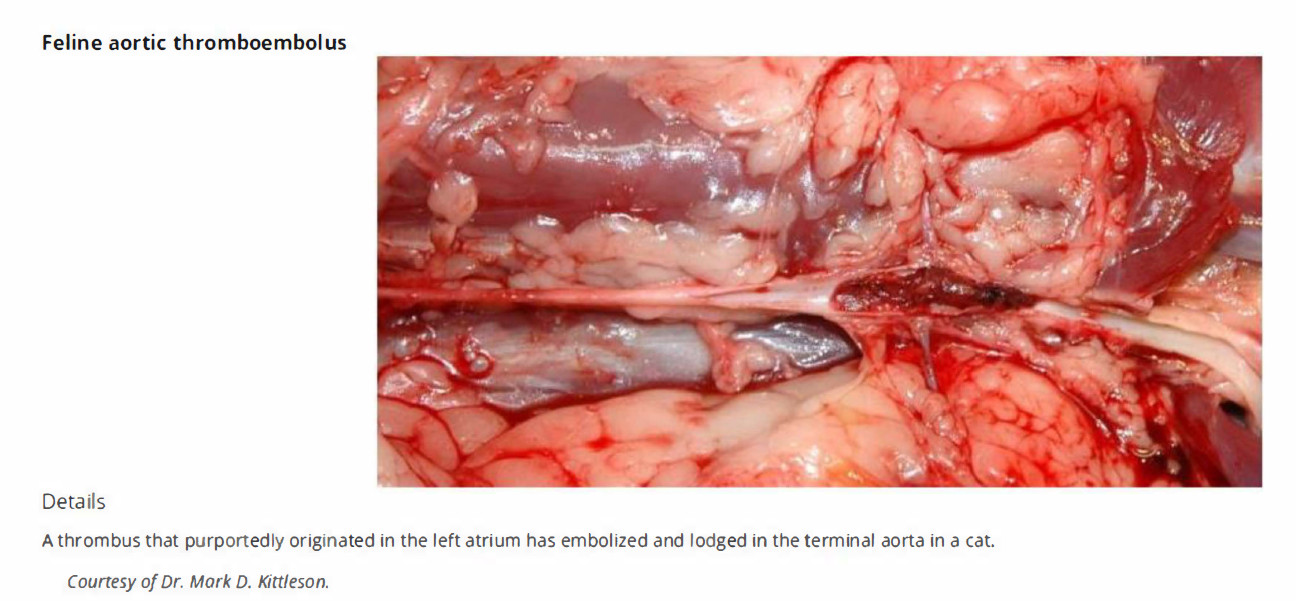 Feline aortic thromboembolus
Details
A thrombus that purportedly originated in the left atrium has embolized and lodged in the terminal aorta in a cat.
Courtesy of Dr. Mark D. Kittleson.